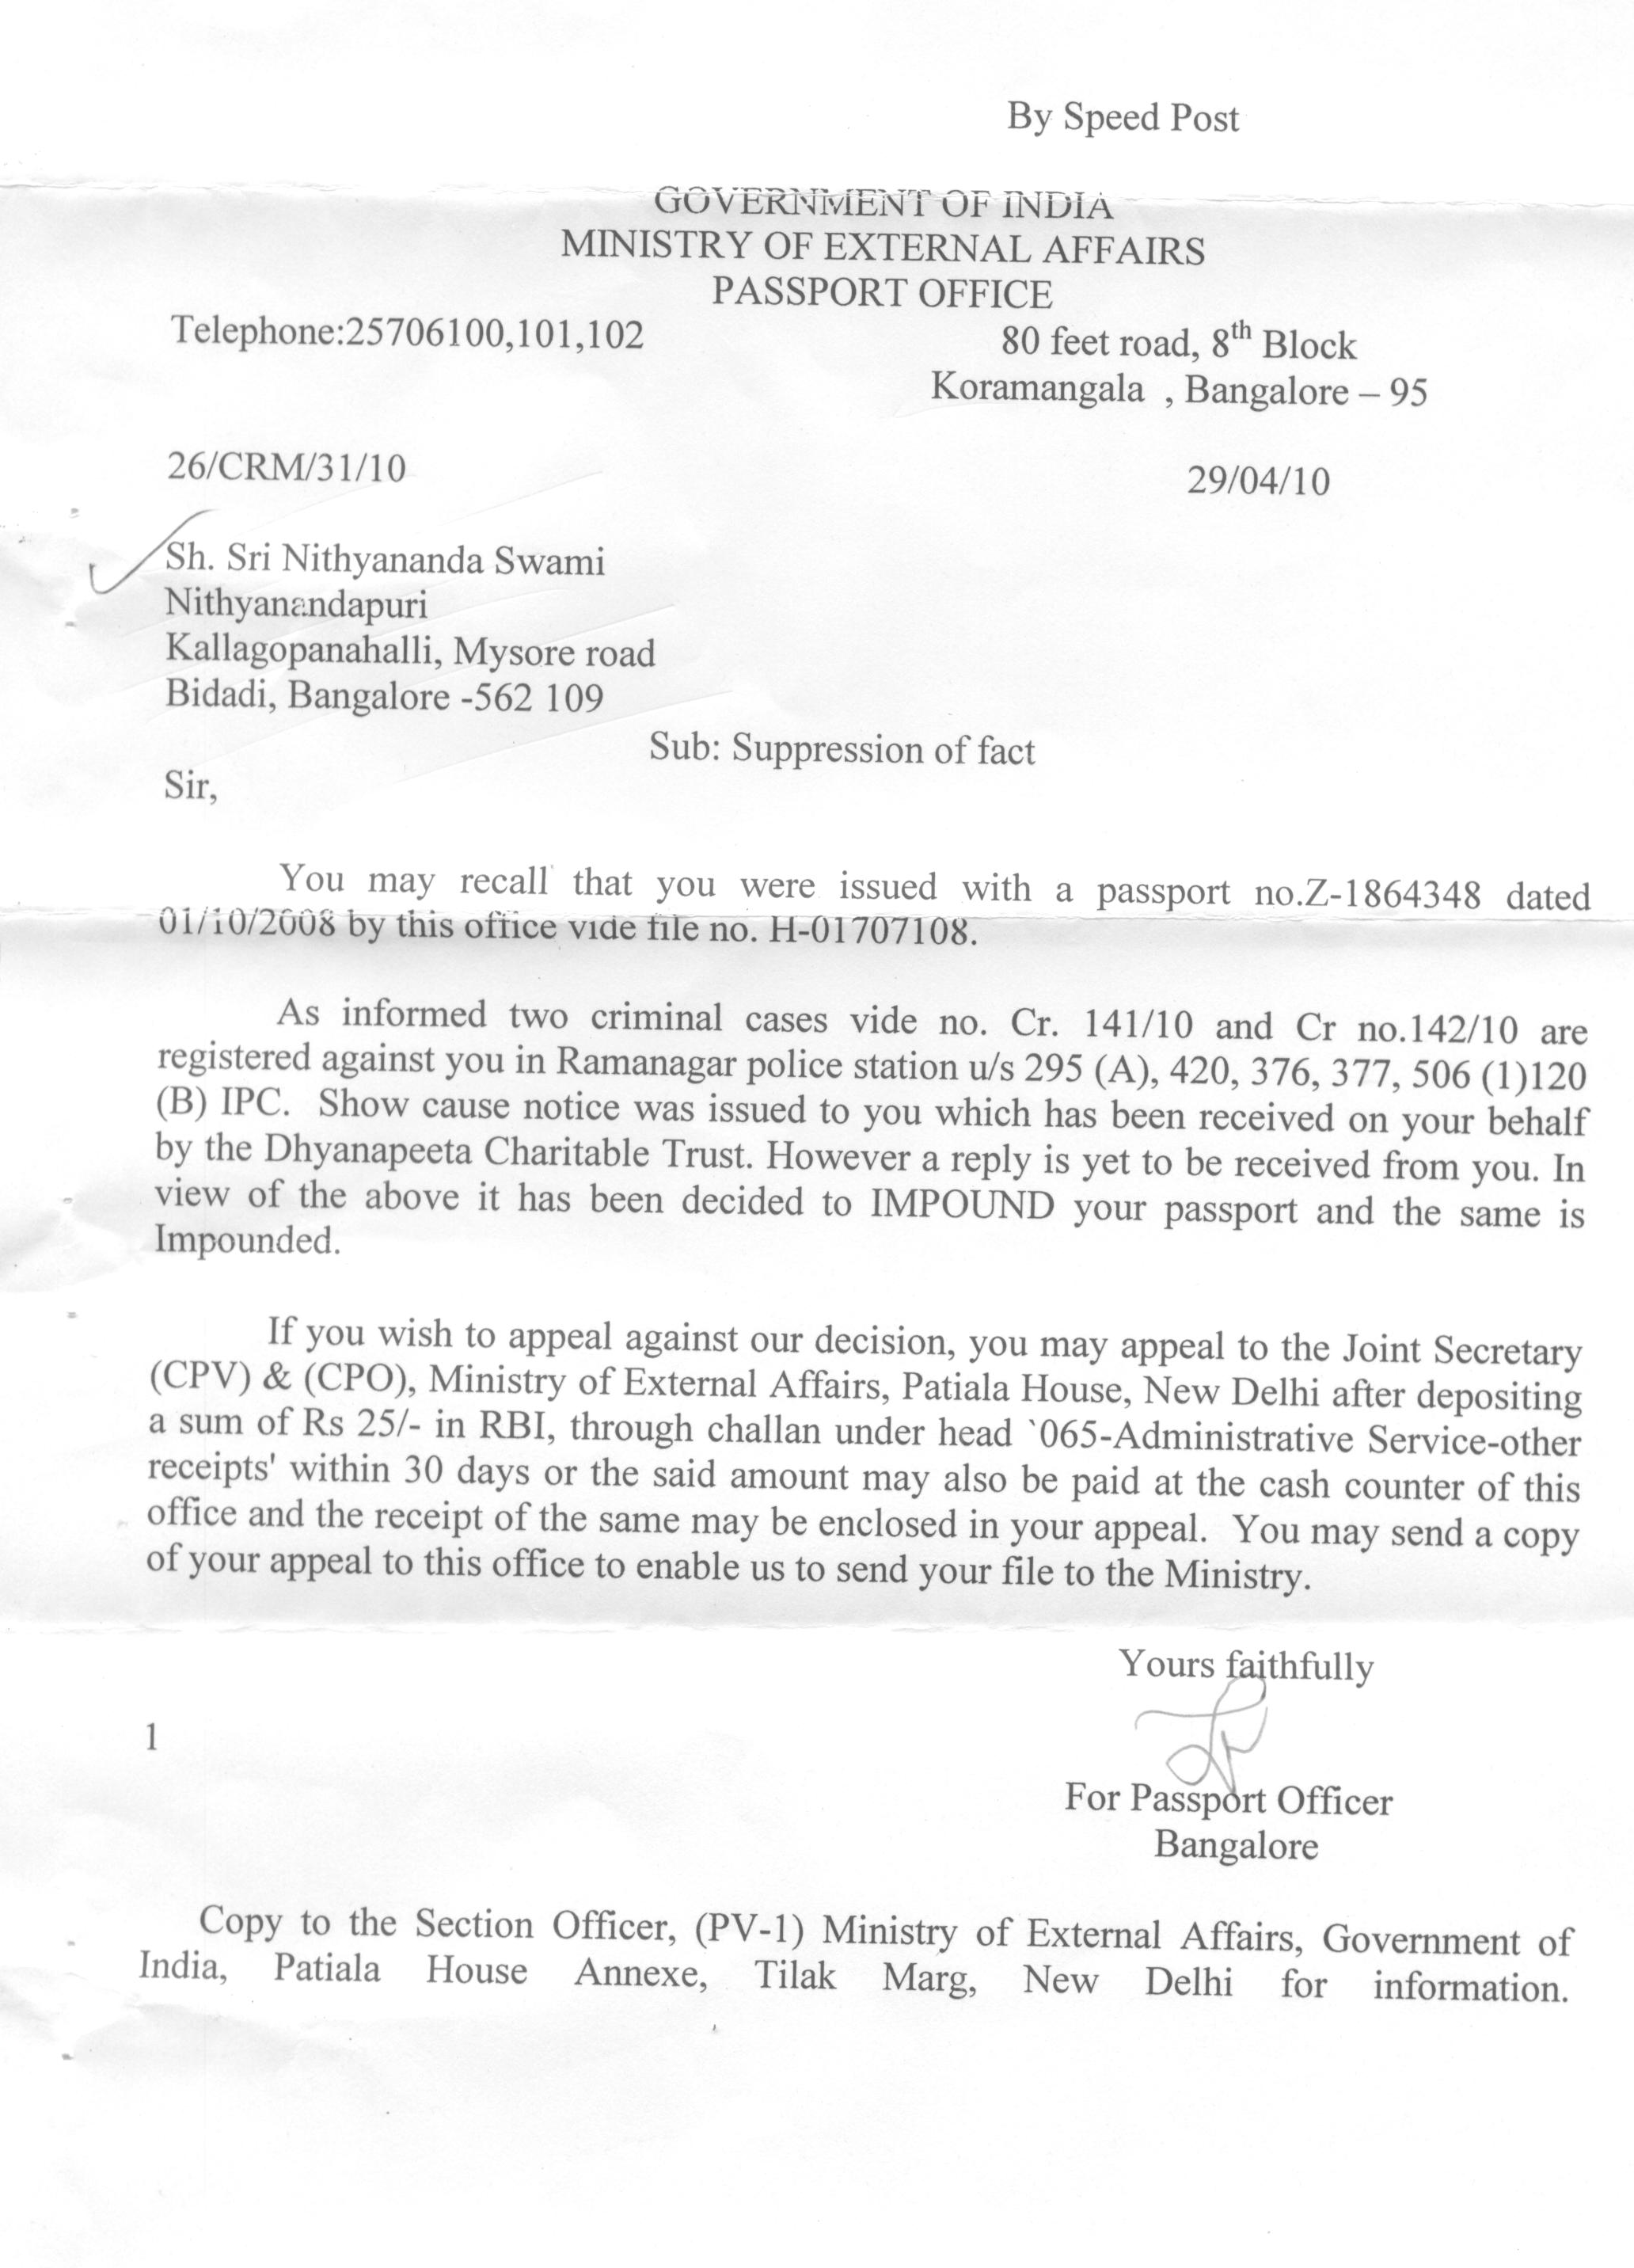 By Speed Post
GOVERNMENT OF INDIA
MINISTRY OF EXTERNAL AFFAIRS
PASSPORT OFFICE
Telephone:25706100,101,102
80 feet road, 8th Block
Koramangala , Bangalore – 95
26/CRM/31/10
29/04/10
Sh. Sri Nithyananda Swami
Nithyanandapuri
Kallagopanahalli, Mysore road
Bidadi, Bangalore -562 109
Sub: Suppression of fact
Sir,
You may recall that you were issued with a passport no.Z-1864348 dated
01/10/2008 by this office vide file no. H-01707108.
As informed two criminal cases vide no. Cr. 141/10 and Cr no.142/10 are
registered against you in Ramanagar police station u/s 295 (A), 420, 376, 377, 506 (1)120
(B) IPC. Show cause notice was issued to you which has been received on your behalf
by the Dhyanapeeta Charitable Trust. However a reply is yet to be received from you. In
view of the above it has been decided to IMPOUND your passport and the same is
Impounded.
If you wish to appeal against our decision, you may appeal to the Joint Secretary
(CPV) & (CPO), Ministry of External Affairs, Patiala House, New Delhi after depositing
a sum of Rs 25/- in RBI, through challan under head `065-Administrative Service-other
receipts' within 30 days or the said amount may also be paid at the cash counter of this
office and the receipt of the same may be enclosed in your appeal. You may send a copy
of your appeal to this office to enable us to send your file to the Ministry.
Yours faithfully
1
For Passport Officer
Bangalore
Copy to the Section Officer, (PV-1) Ministry of External Affairs, Government of
India, Patiala House Annexe, Tilak Marg, New Delhi for information.